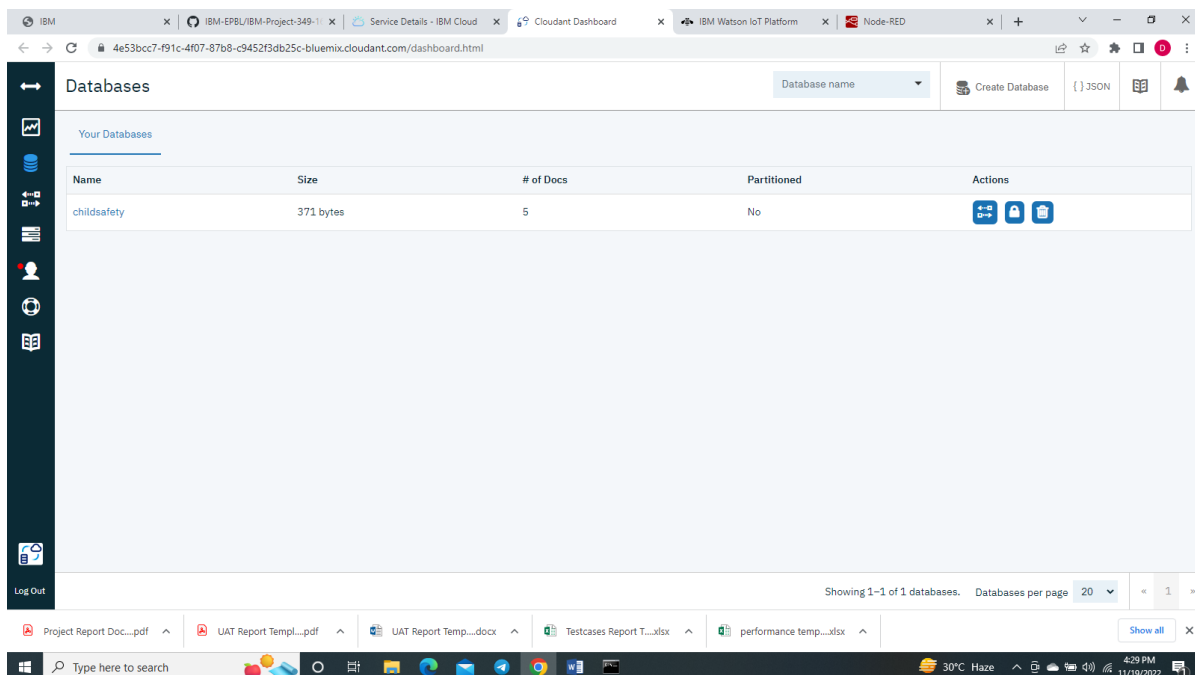 IBM
IBM-EPBL/IBM-Project-349-1
Service Details - IBM Cloud
Cloudant Dashboard
IBM Watson IoT Platform
Node-RED
4e53bcc7-f91c-4f07-87b8-c9452f3db25c-bluemix.cloudant.com/dashboard.html
D
Databases
Database name
Create Database
{ } JSON
Your Databases
Name Size # of Docs Partitioned Actions
childsafety 371 bytes 5 No
Log Out
Showing 1–1 of 1 databases. Databases per page 20 « 1 »
Project Report Doc....pdf
UAT Report Templ....pdf
UAT Report Temp....docx
Testcases Report T....xlsx
performance temp....xlsx
Show all
Type here to search
30°C Haze
4:29 PM
11/19/2022